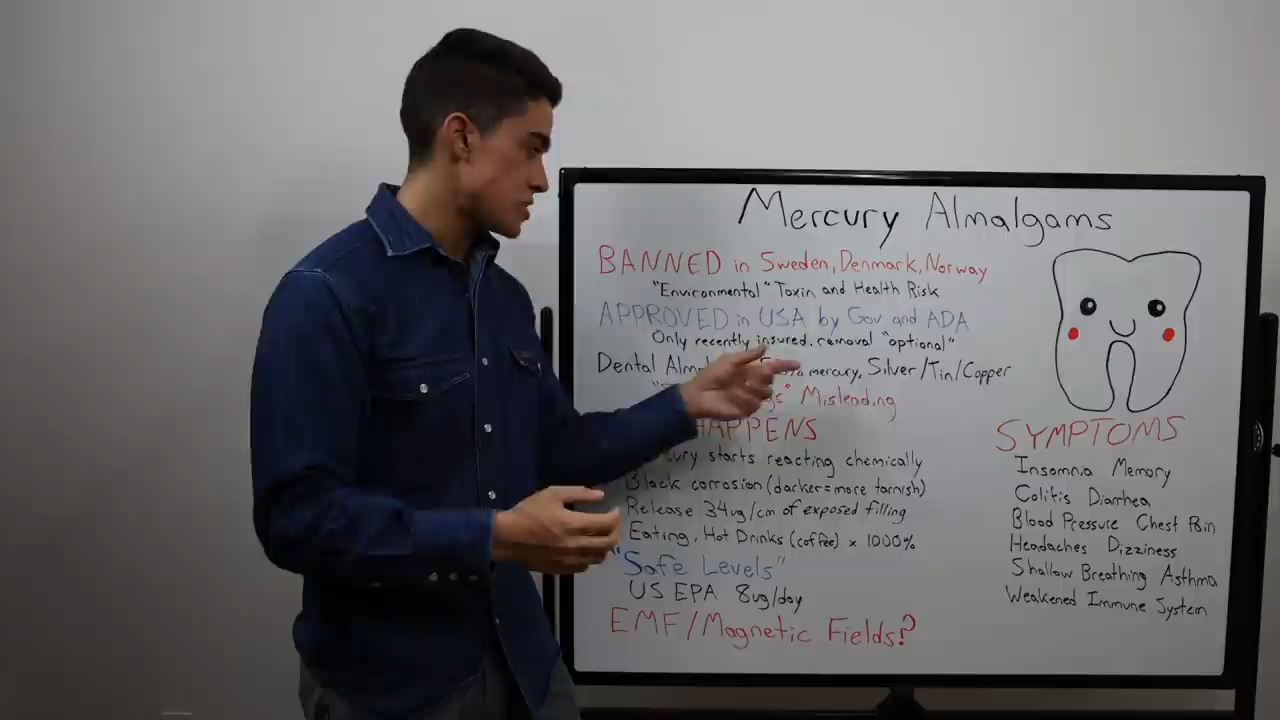 Mercury Almalgams
BANNED in Sweden, Denmark, Norway
"Environmental" Toxin and Health Risk
APPROVED in USA by Gov and ADA
Only recently insured, removal "optional"
Dental mercury, Silver/Tin/Copper
Misleading
HAPPENS
starts reacting chemically
Black corrosion (darker=more tarnish)
Release 34ug/cm of exposed filling
Eating, Hot Drinks (coffee) x 1000%
"Safe Levels"
US EPA 8ug/day
EMF/Magnetic Fields?
SYMPTOMS
Insomnia Memory
Colitis Diarrhea
Blood Pressure Chest Pain
Headaches Dizziness
Shallow Breathing Asthma
Weakened Immune System